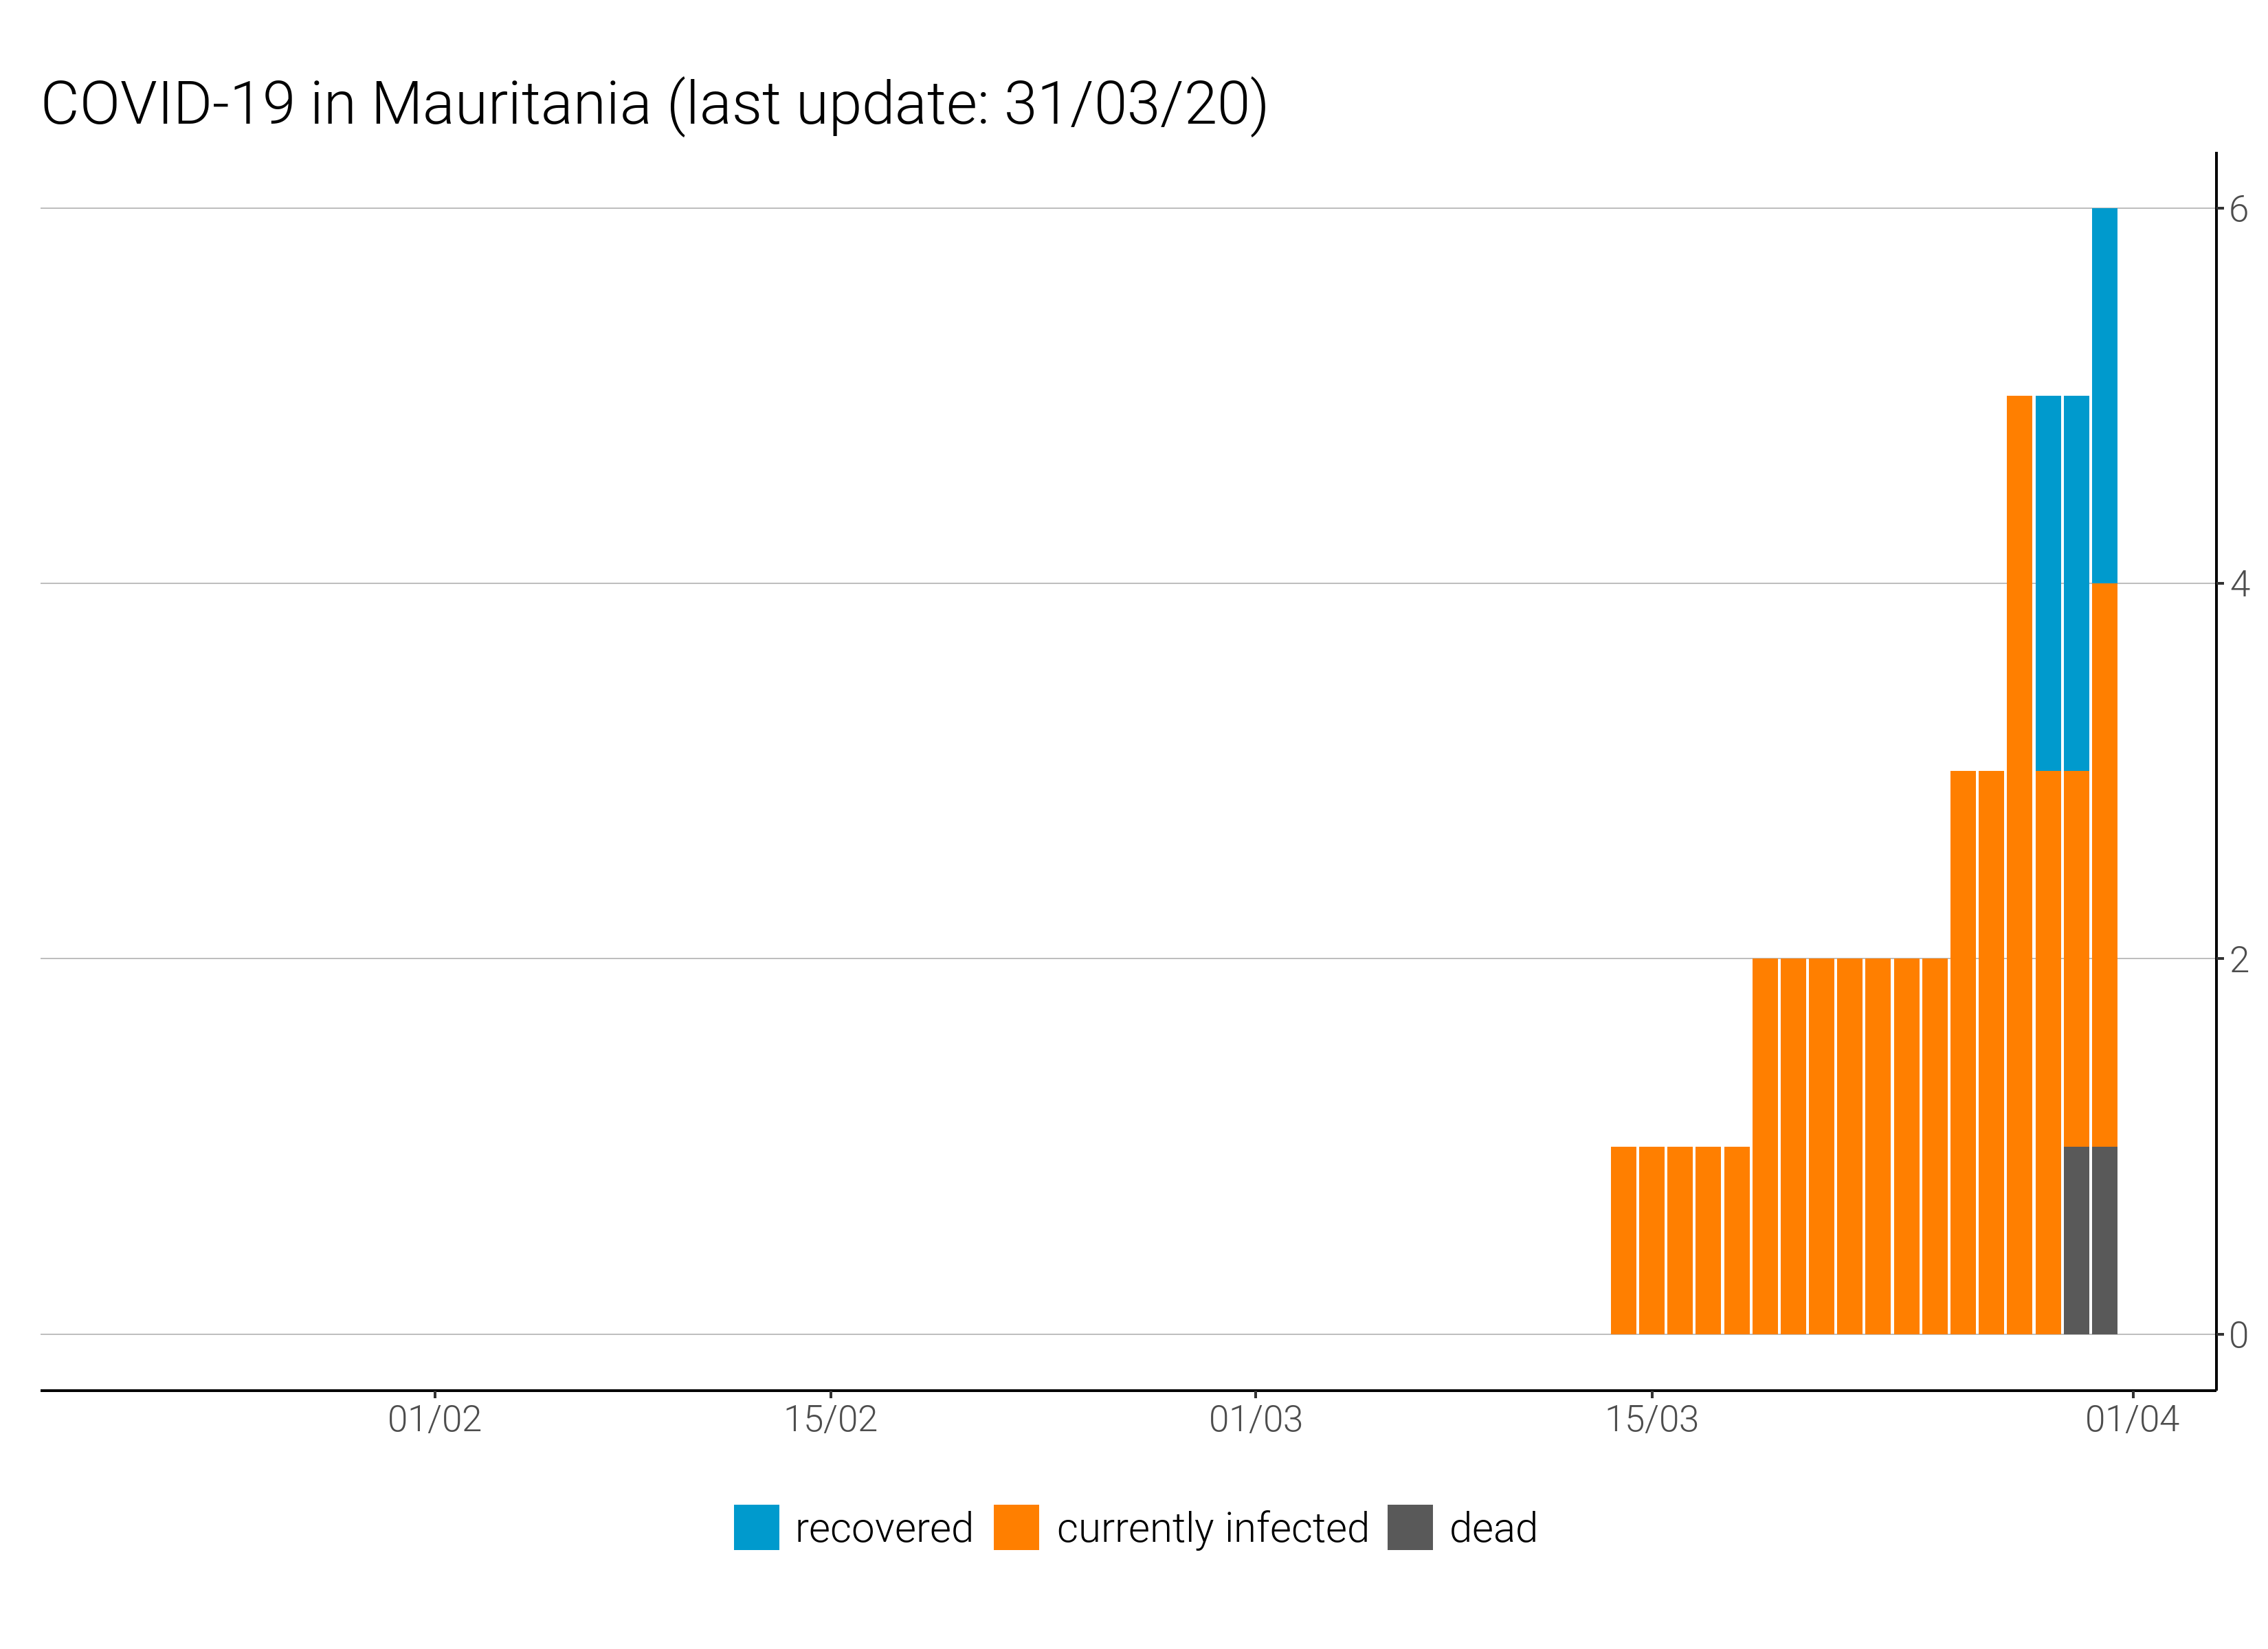 COVID-19 in Mauritania (last update: 31/03/20)
6
4
2
0
01/02 15/02 01/03 15/03 01/04
recovered currently infected dead